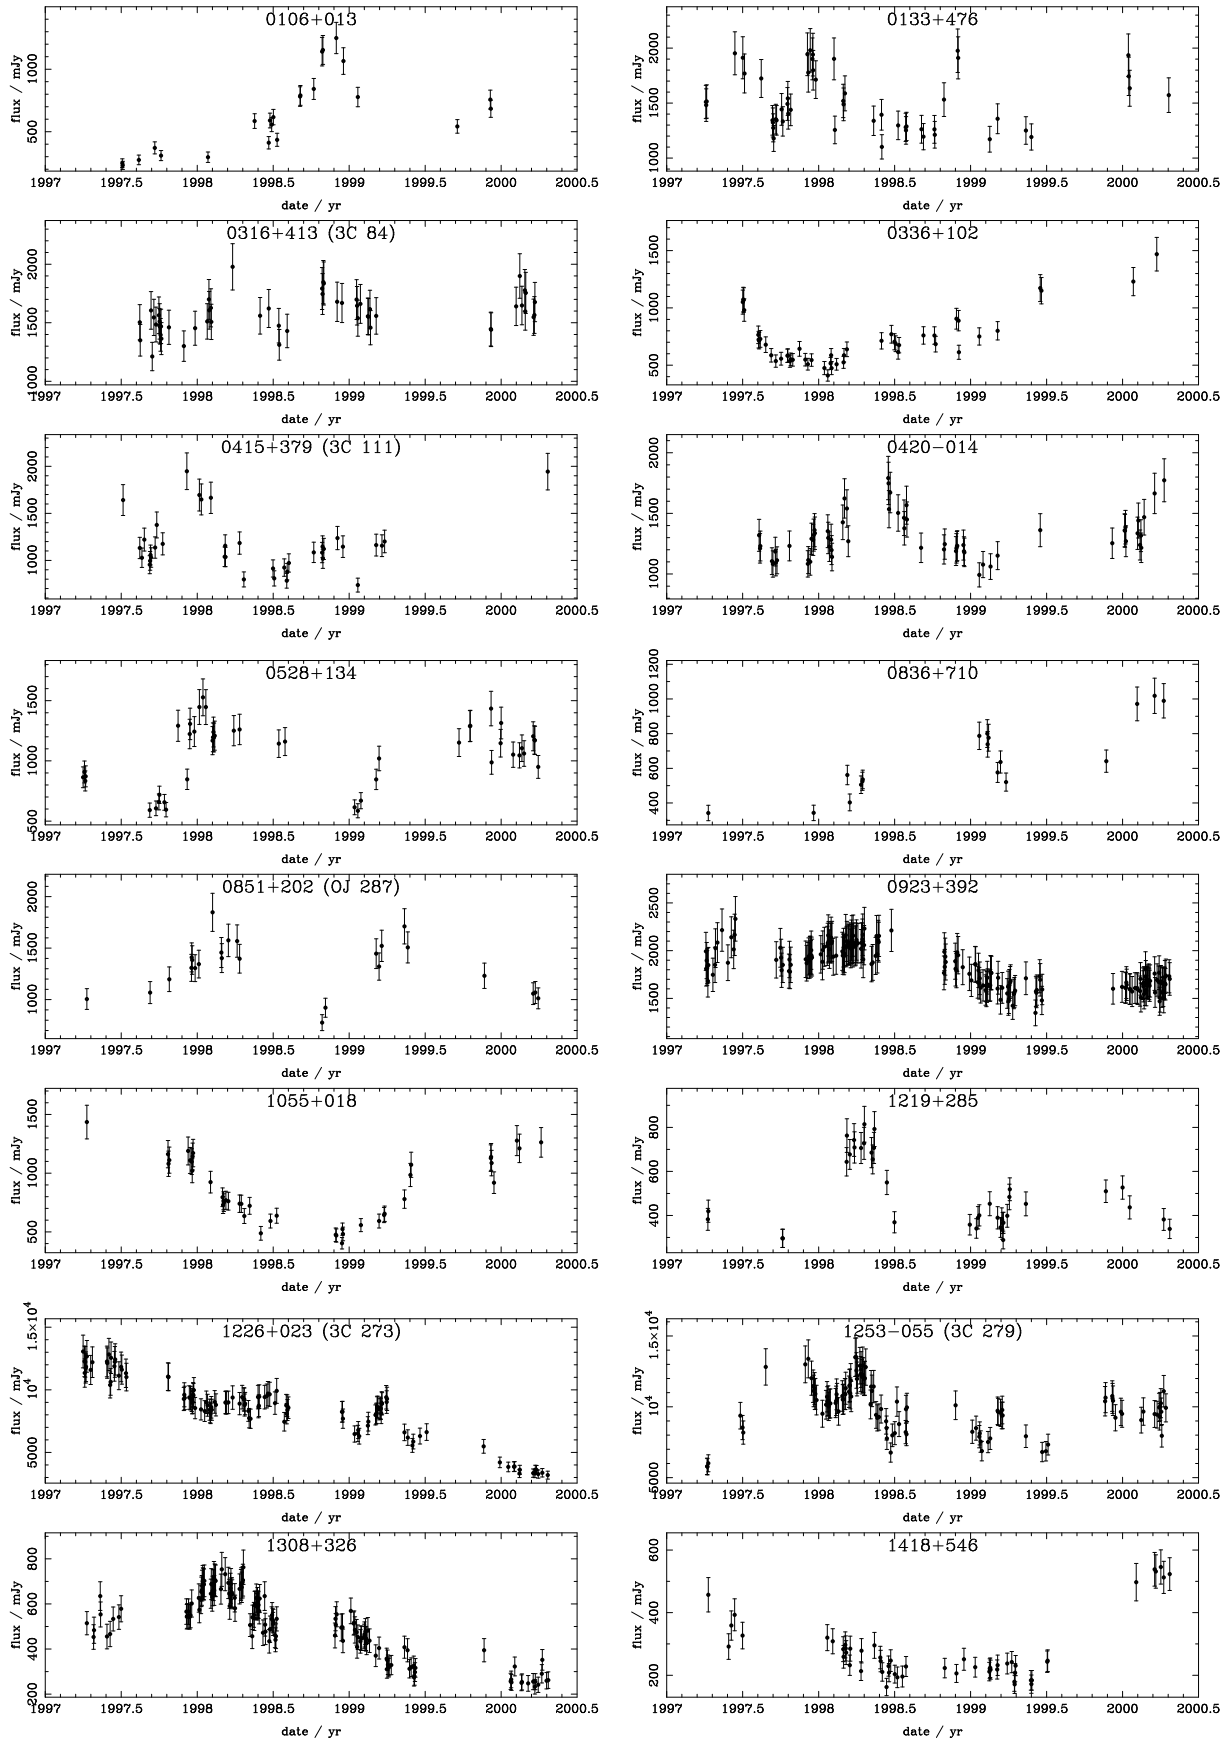 0106+013
flux / mJy
1000
500
1997 1997.5 1998 1998.5 1999 1999.5 2000 2000.5
date / yr
0133+476
flux / mJy
2000
1500
1000
1997 1997.5 1998 1998.5 1999 1999.5 2000 2000.5
date / yr
0316+413 (3C 84)
flux / mJy
2000
1500
1000
1997 1997.5 1998 1998.5 1999 1999.5 2000 2000.5
date / yr
0336+102
flux / mJy
1500
1000
500
1997 1997.5 1998 1998.5 1999 1999.5 2000 2000.5
date / yr
0415+379 (3C 111)
flux / mJy
2000
1500
1000
1997 1997.5 1998 1998.5 1999 1999.5 2000 2000.5
date / yr
0420−014
flux / mJy
2000
1500
1000
1997 1997.5 1998 1998.5 1999 1999.5 2000 2000.5
date / yr
0528+134
flux / mJy
1500
1000
500
1997 1997.5 1998 1998.5 1999 1999.5 2000 2000.5
date / yr
0836+710
flux / mJy
1200
1000
800
600
400
1997 1997.5 1998 1998.5 1999 1999.5 2000 2000.5
date / yr
0851+202 (OJ 287)
flux / mJy
2000
1500
1000
1997 1997.5 1998 1998.5 1999 1999.5 2000 2000.5
date / yr
0923+392
flux / mJy
2500
2000
1500
1997 1997.5 1998 1998.5 1999 1999.5 2000 2000.5
date / yr
1055+018
flux / mJy
1500
1000
500
1997 1997.5 1998 1998.5 1999 1999.5 2000 2000.5
date / yr
1219+285
flux / mJy
800
600
400
1997 1997.5 1998 1998.5 1999 1999.5 2000 2000.5
date / yr
1226+023 (3C 273)
flux / mJy
1.5×10⁴
10⁴
5000
1997 1997.5 1998 1998.5 1999 1999.5 2000 2000.5
date / yr
1253−055 (3C 279)
flux / mJy
1.5×10⁴
10⁴
5000
1997 1997.5 1998 1998.5 1999 1999.5 2000 2000.5
date / yr
1308+326
flux / mJy
800
600
400
200
1997 1997.5 1998 1998.5 1999 1999.5 2000 2000.5
date / yr
1418+546
flux / mJy
600
400
200
1997 1997.5 1998 1998.5 1999 1999.5 2000 2000.5
date / yr